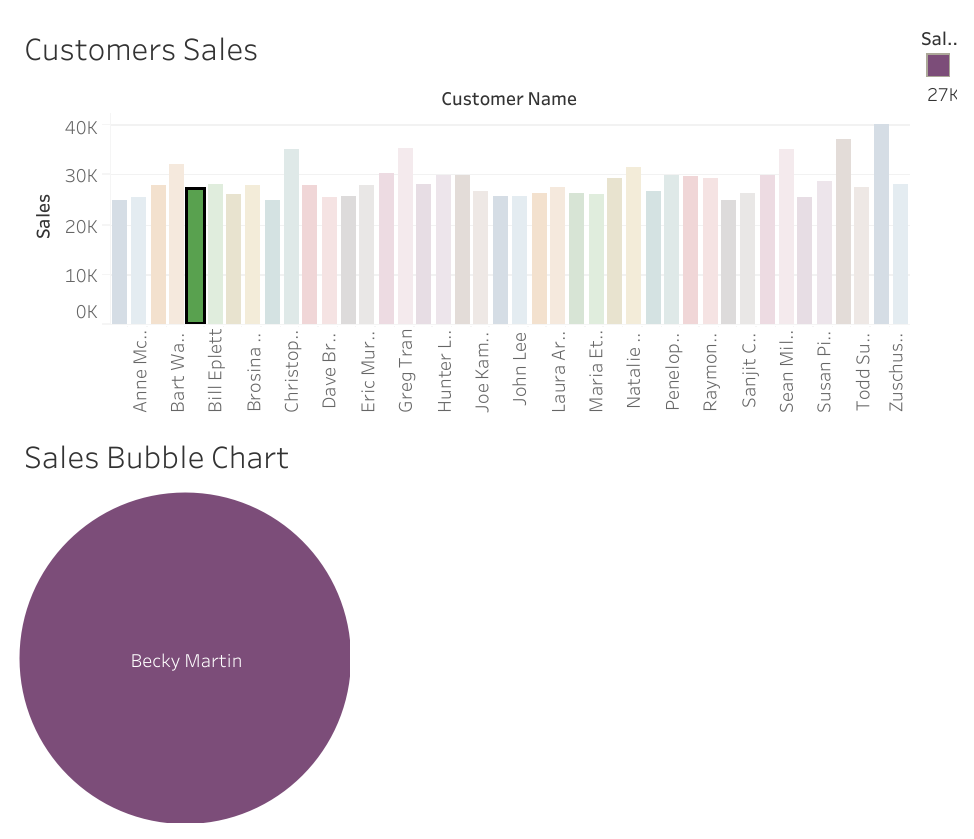 Customers Sales
Sal..
27K
Customer Name
Sales
40K
30K
20K
10K
0K
Anne Mc..
Bart Wa..
Bill Eplett
Brosina ..
Christop..
Dave Br..
Eric Mur..
Greg Tran
Hunter L..
Joe Kam..
John Lee
Laura Ar..
Maria Et..
Natalie ..
Penelop..
Raymon..
Sanjit C..
Sean Mil..
Susan Pi..
Todd Su..
Zuschus..
Sales Bubble Chart
Becky Martin